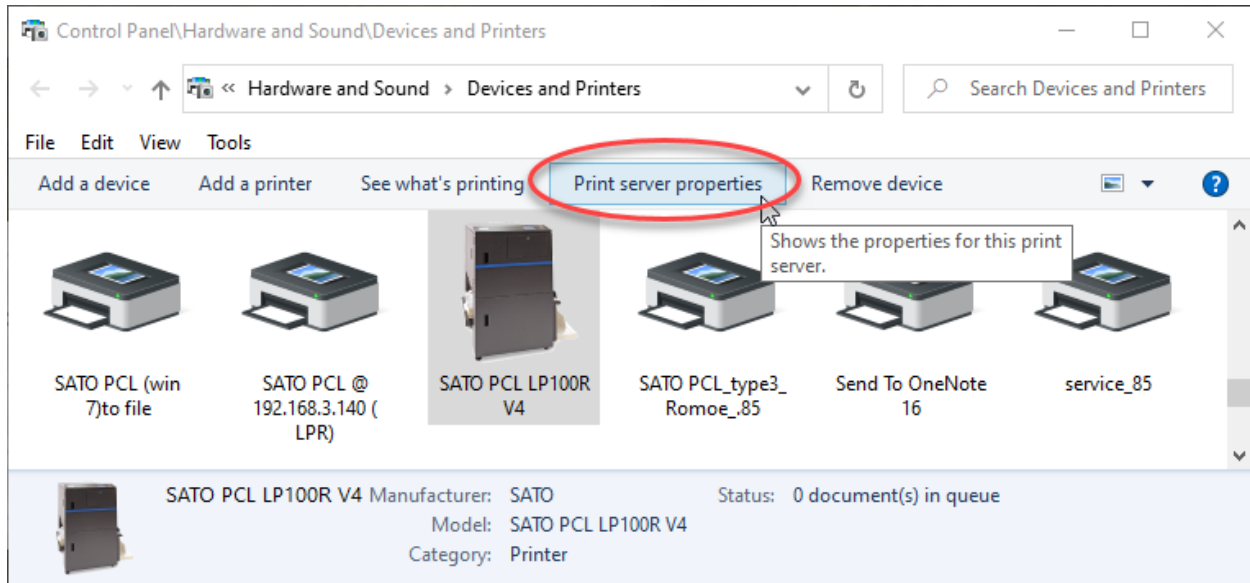 Control Panel\Hardware and Sound\Devices and Printers
« Hardware and Sound > Devices and Printers
Search Devices and Printers
File Edit View Tools
Add a device Add a printer See what's printing Print server properties Remove device
Shows the properties for this print
server.
SATO PCL (win
7)to file
SATO PCL @
192.168.3.140 (
LPR)
SATO PCL LP100R
V4
SATO PCL_type3_
Romoe_.85
Send To OneNote
16
service_85
SATO PCL LP100R V4 Manufacturer: SATO Status: 0 document(s) in queue
Model: SATO PCL LP100R V4
Category: Printer